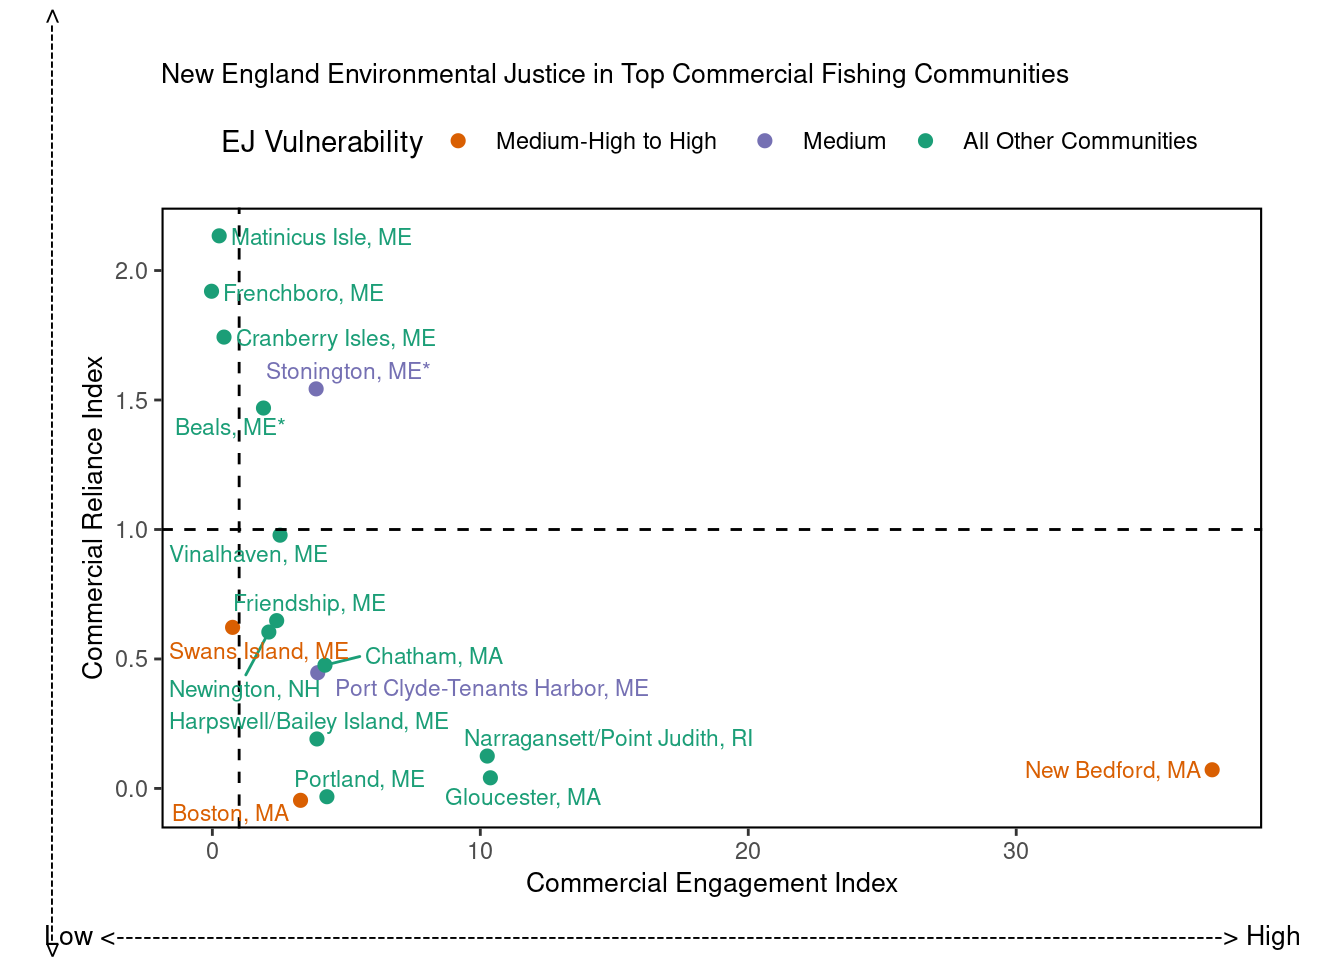 New England Environmental Justice in Top Commercial Fishing Communities
EJ Vulnerability Medium-High to High Medium All Other Communities
Commercial Reliance Index
2.0
1.5
1.0
0.5
0.0
Matinicus Isle, ME
Frenchboro, ME
Cranberry Isles, ME
Stonington, ME*
Beals, ME*
Vinalhaven, ME
Friendship, ME
Swans Island, ME
Chatham, MA
Newington, NH
Port Clyde-Tenants Harbor, ME
Harpswell/Bailey Island, ME
Narragansett/Point Judith, RI
New Bedford, MA
Portland, ME
Gloucester, MA
Boston, MA
0 10 20 30
Commercial Engagement Index
Low High